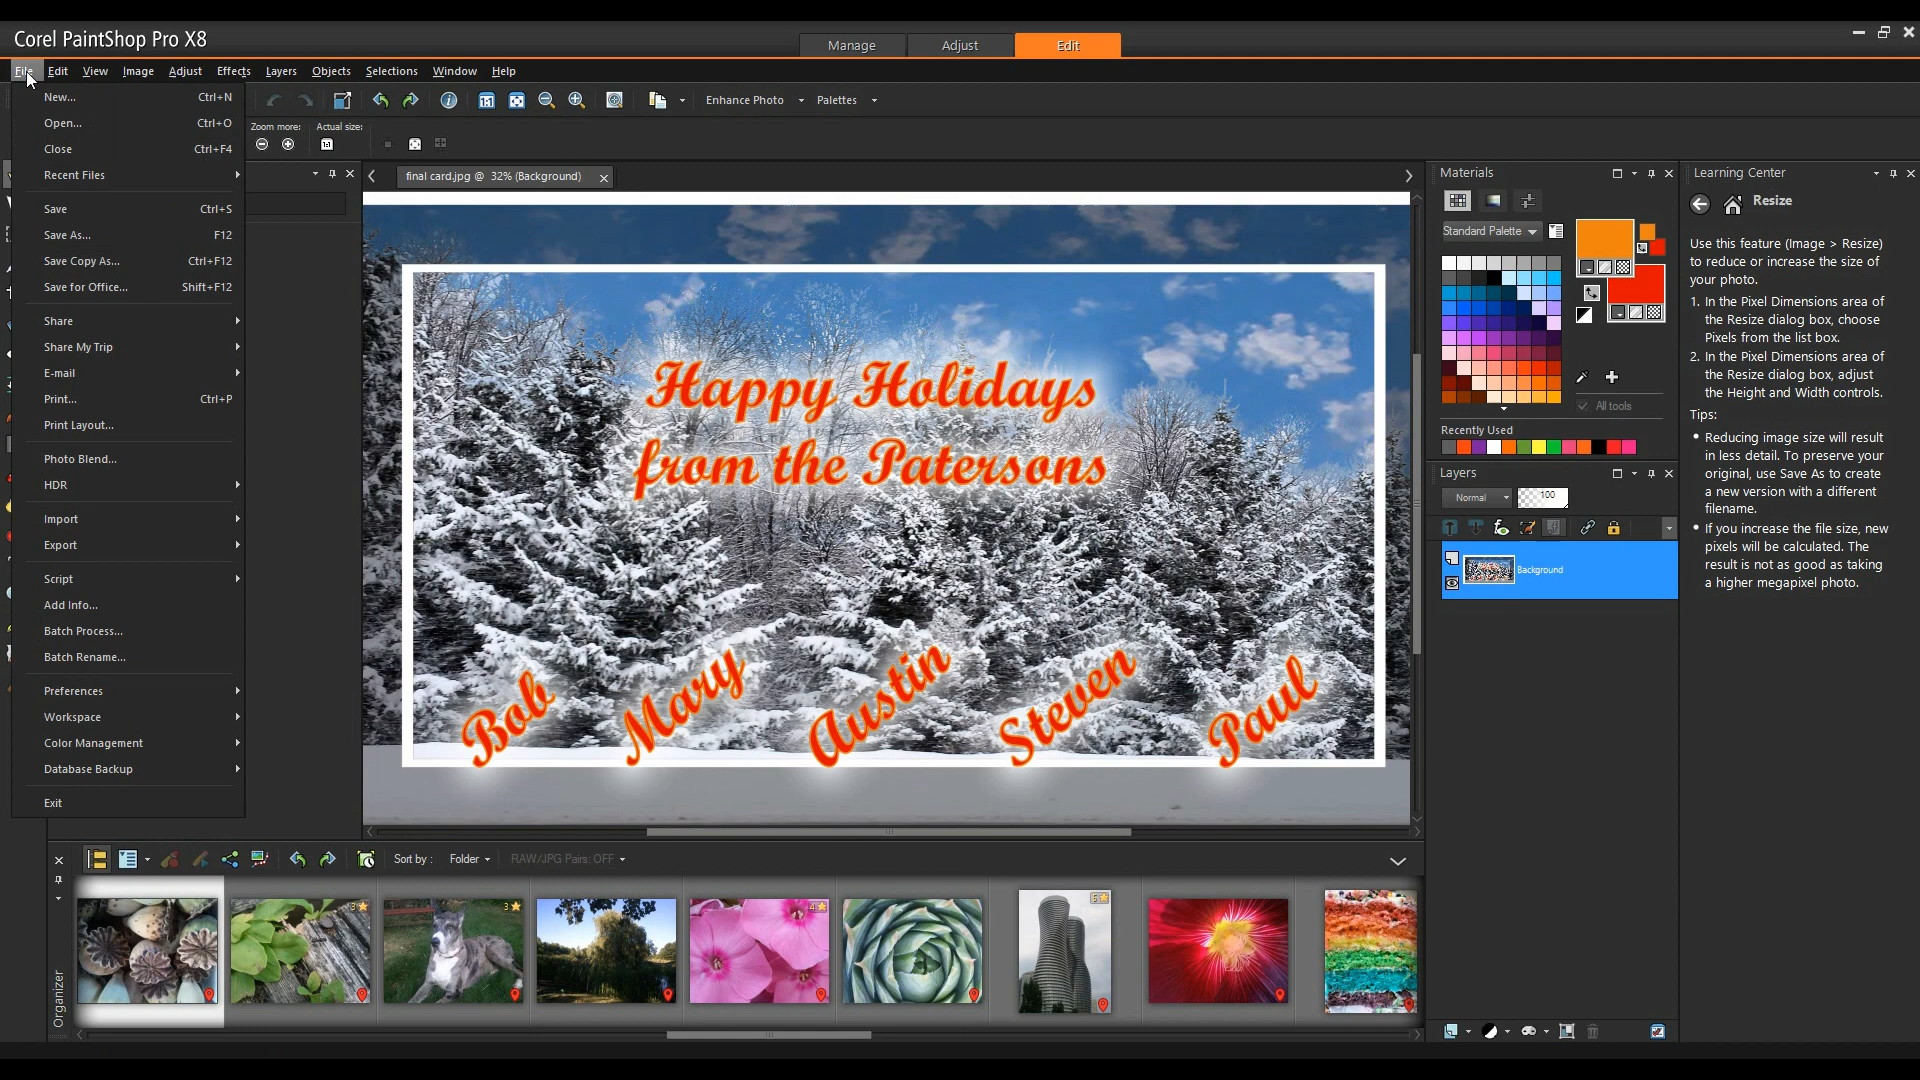 Corel PaintShop Pro X8
Manage
Adjust
Edit
File Edit View Image Adjust Effects Layers Objects Selections Window Help
Enhance Photo
Palettes
Zoom more:
Actual size:
New... Ctrl+N
Open... Ctrl+O
Close Ctrl+F4
Recent Files
Save Ctrl+S
Save As... F12
Save Copy As... Ctrl+F12
Save for Office... Shift+F12
Share
Share My Trip
E-mail
Print... Ctrl+P
Print Layout...
Photo Blend...
HDR
Import
Export
Script
Add Info...
Batch Process...
Batch Rename...
Preferences
Workspace
Color Management
Database Backup
Exit
final card.jpg @ 32% (Background)
Happy Holidays
from the Patersons
Bob Mary Austin Steven Paul
Materials
Standard Palette
All tools
Recently Used
Layers
Normal
100
Background
Learning Center
Resize
Use this feature (Image > Resize)
to reduce or increase the size of
your photo.
1. In the Pixel Dimensions area of
the Resize dialog box, choose
Pixels from the list box.
2. In the Pixel Dimensions area of
the Resize dialog box, adjust
the Height and Width controls.
Tips:
• Reducing image size will result
in less detail. To preserve your
original, use Save As to create
a new version with a different
filename.
• If you increase the file size, new
pixels will be calculated. The
result is not as good as taking
a higher megapixel photo.
Sort by :
Folder
RAW/JPG Pairs: OFF
Organizer
3
3
4
5